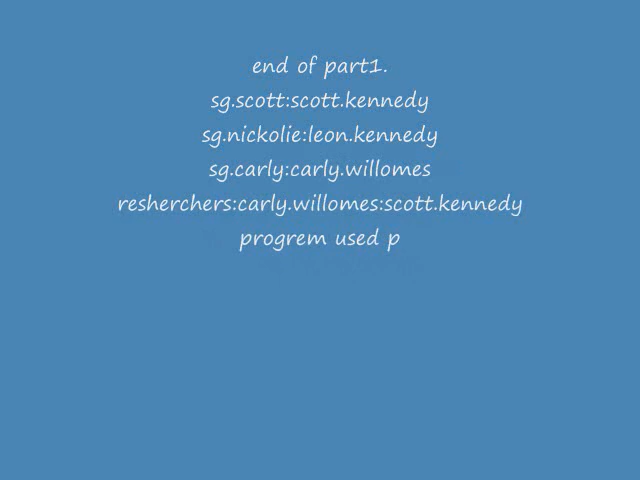 end of part1.
sg.scott:scott.kennedy
sg.nickolie:leon.kennedy
sg.carly:carly.willomes
resherchers:carly.willomes:scott.kennedy
progrem used p